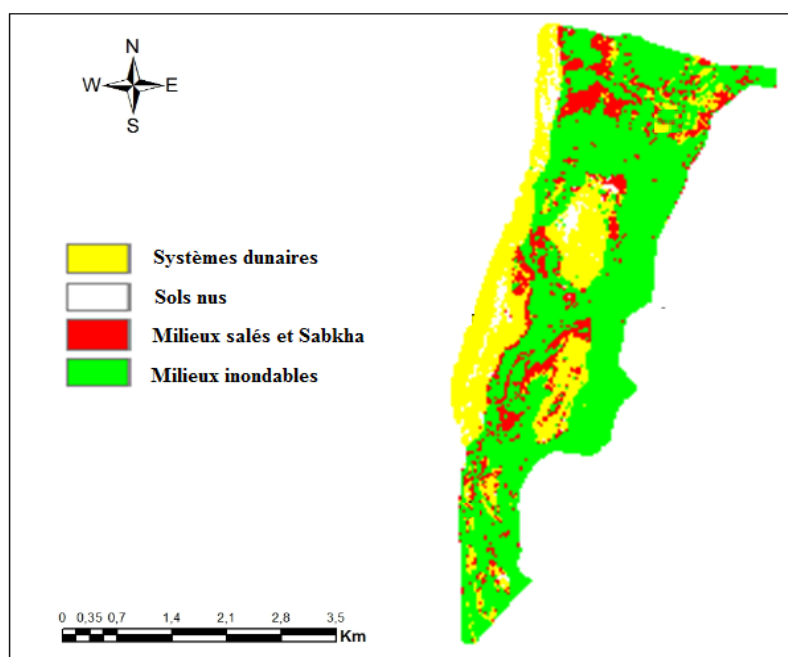 N
W E
S
Systèmes dunaires
Sols nus
Milieux salés et Sabkha
Milieux inondables
0 0,35 0,7 1,4 2,1 2,8 3,5
Km